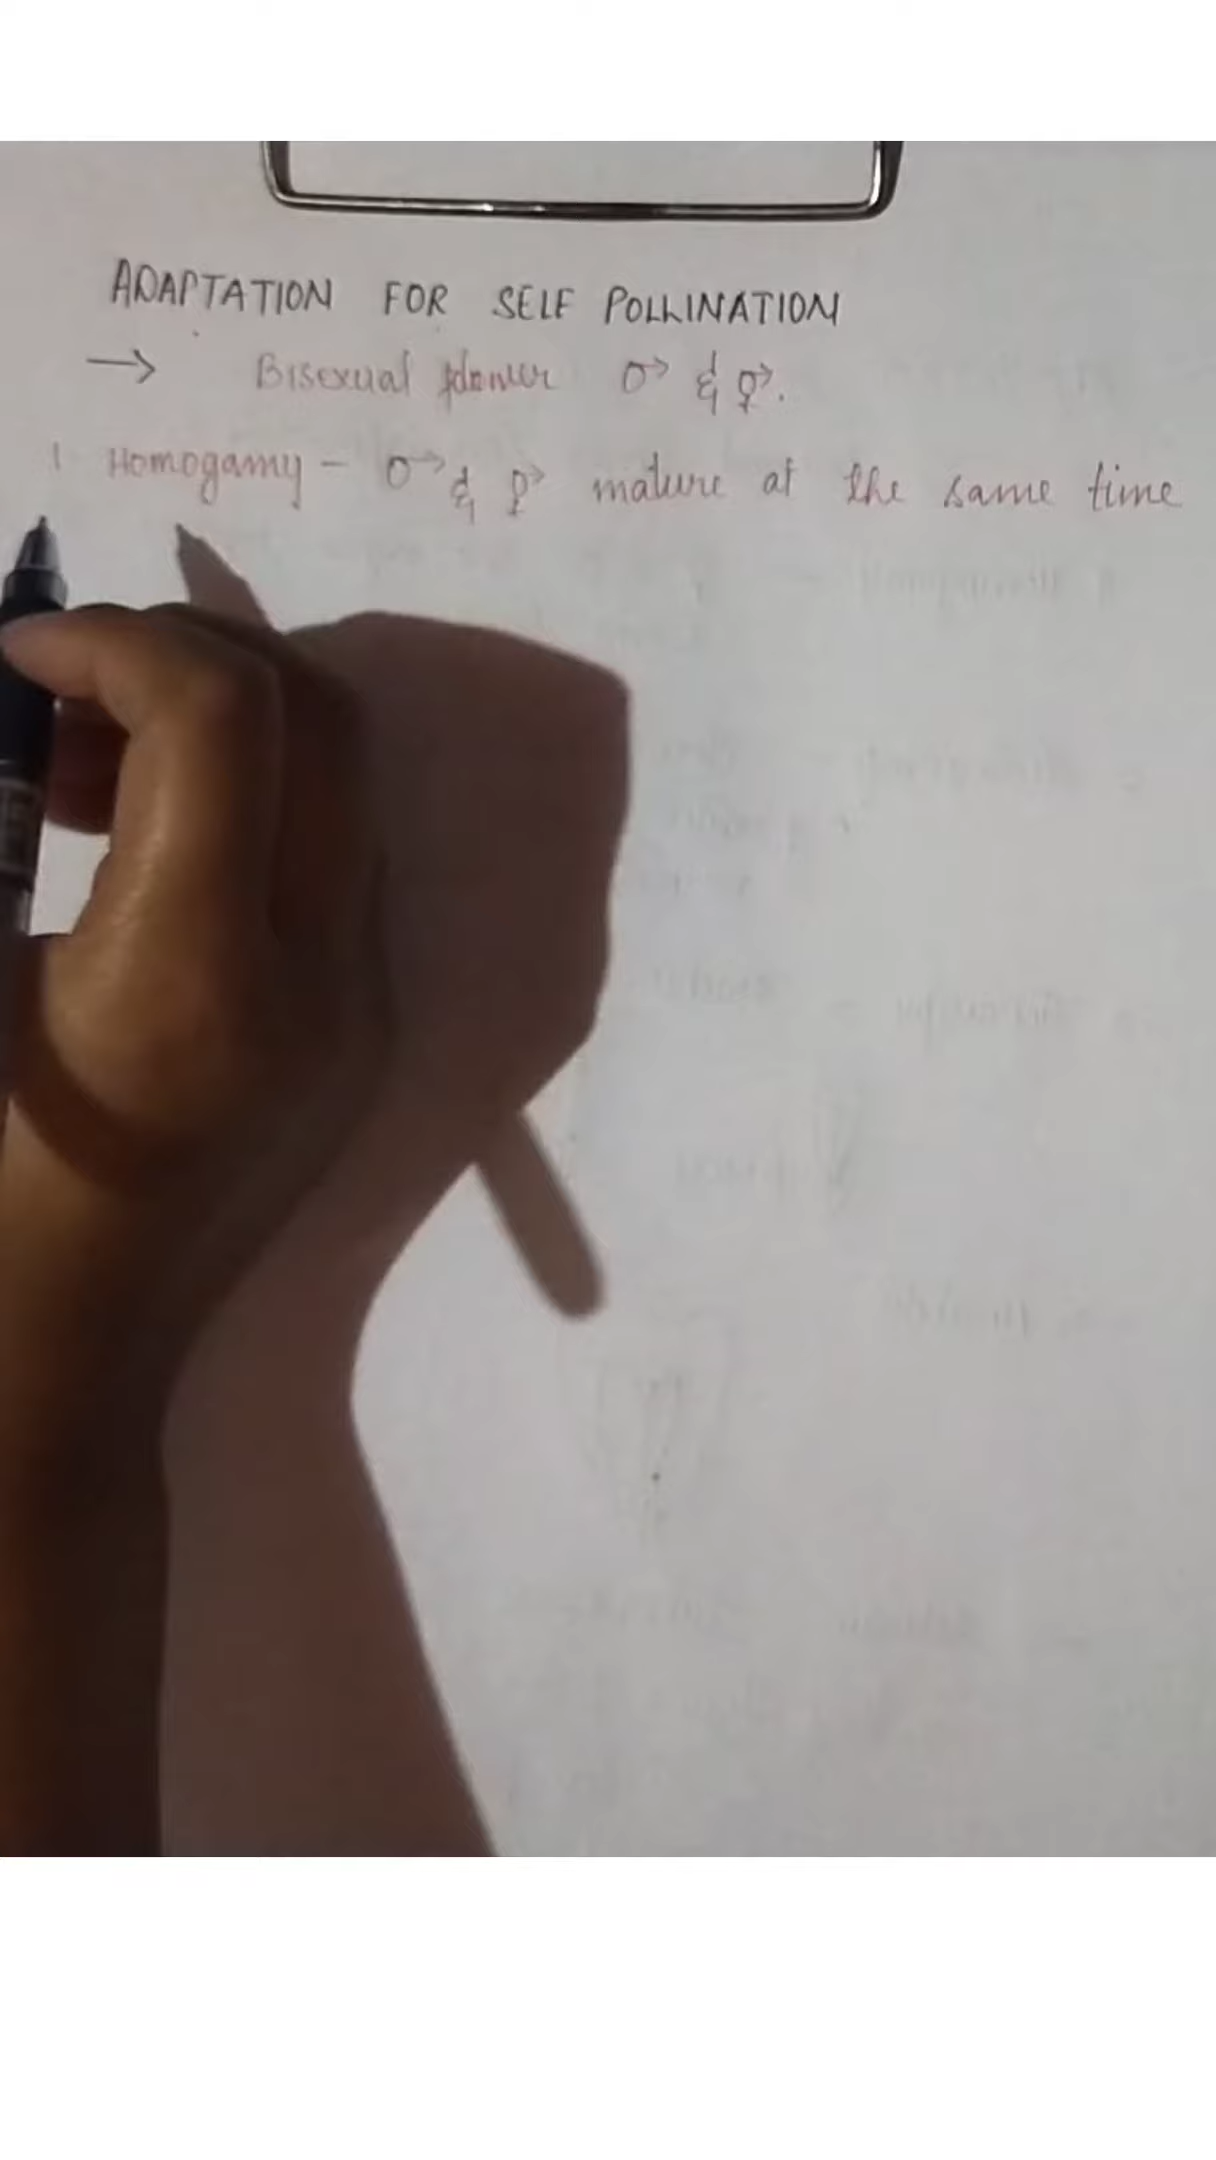 ADAPTATION FOR SELF POLLINATION
→ Bisexual flower ♂ & ⚥.
1 Homogamy – ♂ & ⚥ mature at the same time